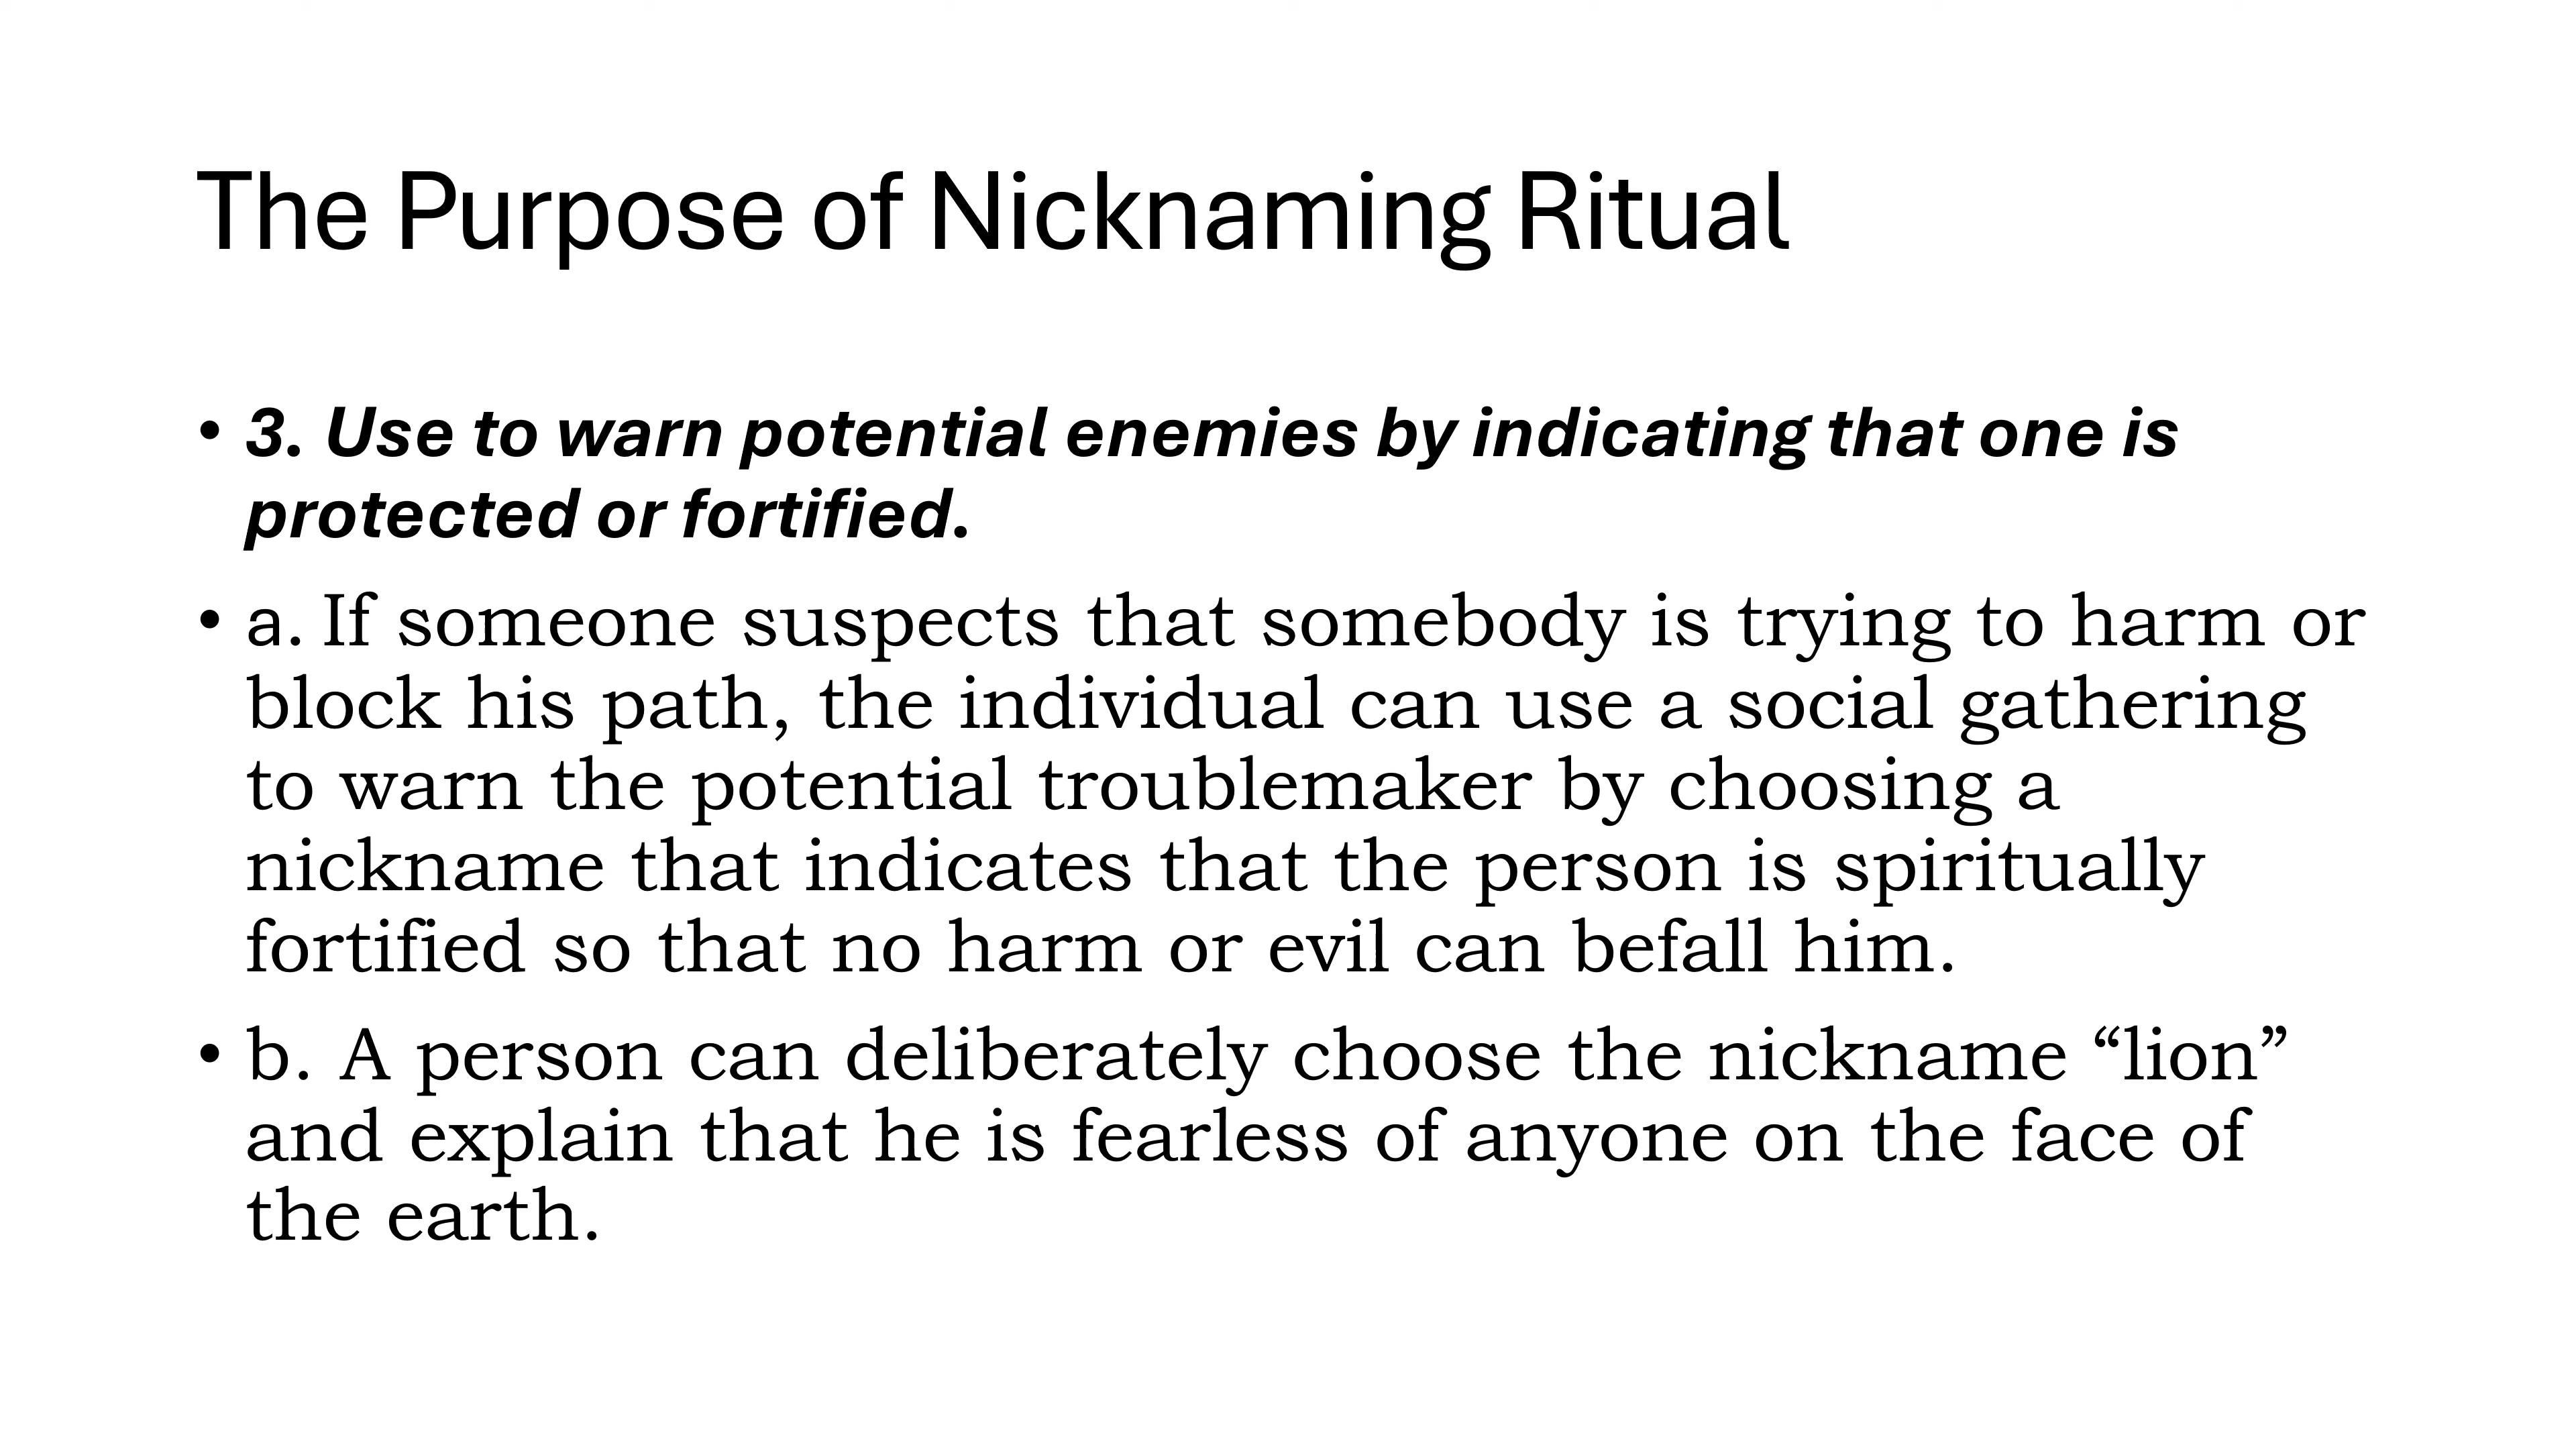 The Purpose of Nicknaming Ritual
• 3. Use to warn potential enemies by indicating that one is
protected or fortified.
• a. If someone suspects that somebody is trying to harm or
block his path, the individual can use a social gathering
to warn the potential troublemaker by choosing a
nickname that indicates that the person is spiritually
fortified so that no harm or evil can befall him.
• b. A person can deliberately choose the nickname “lion”
and explain that he is fearless of anyone on the face of
the earth.